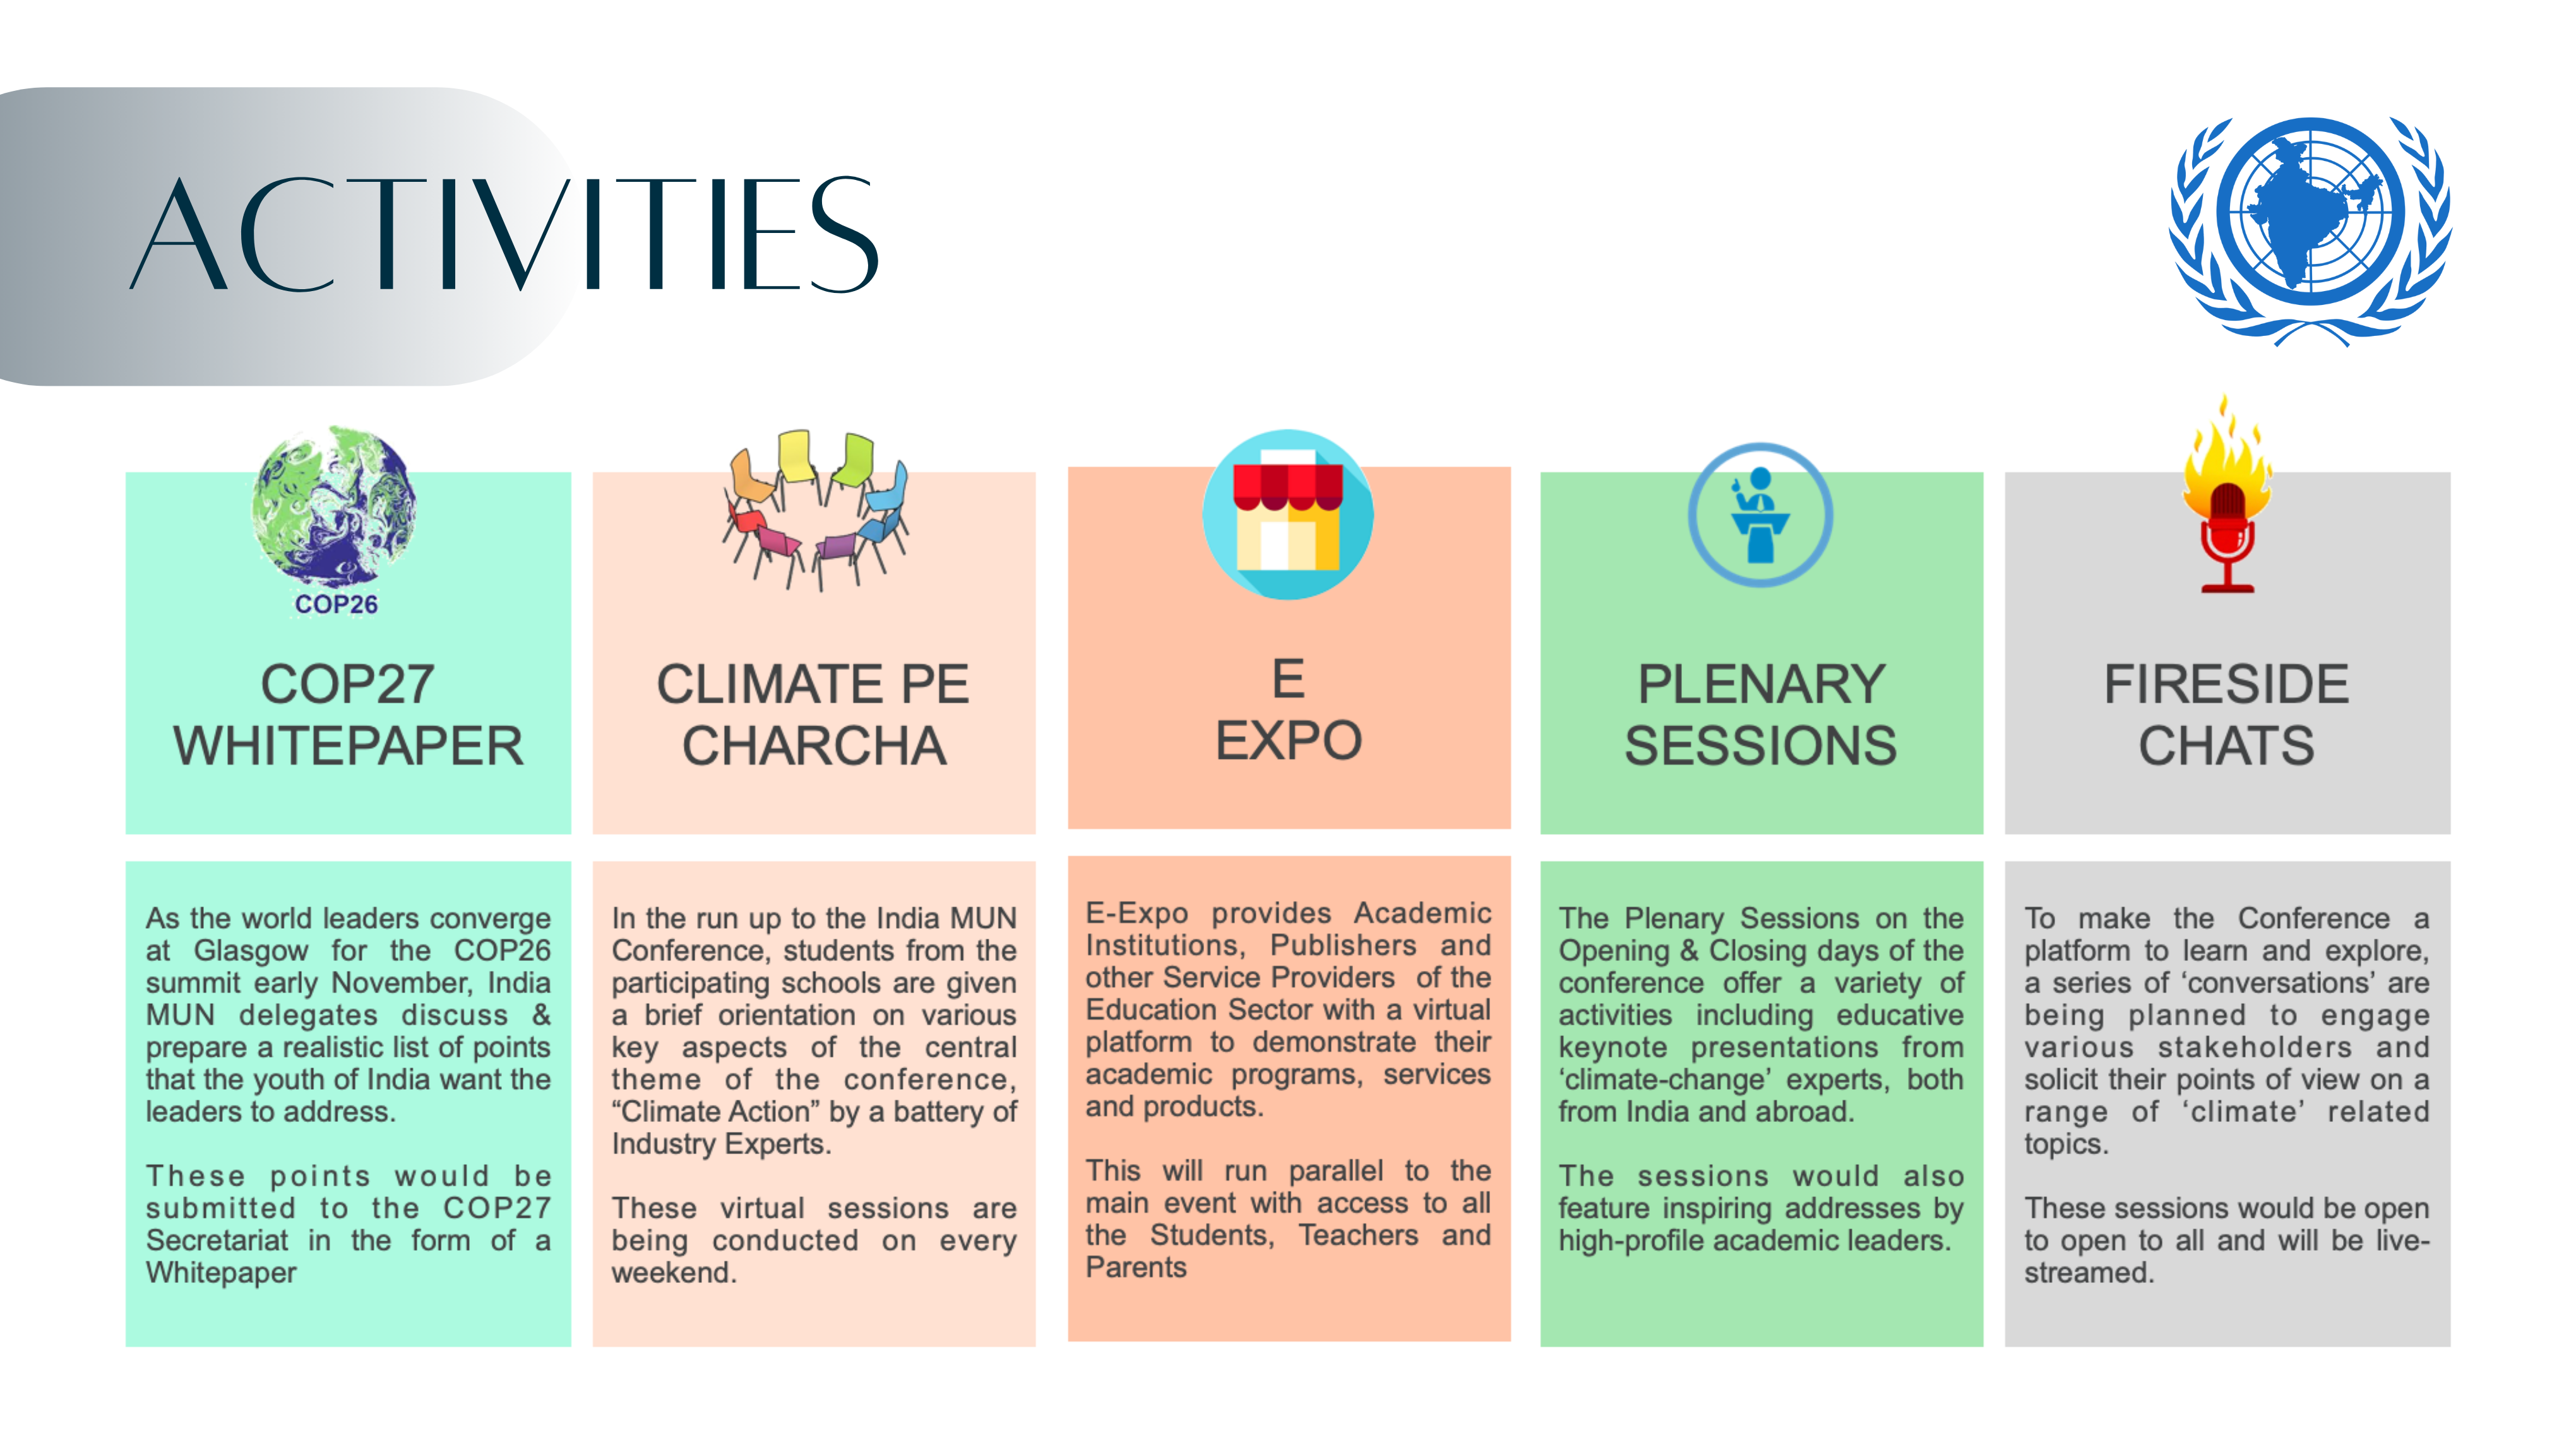 ACTIVITIES
COP26
COP27
WHITEPAPER
As the world leaders converge
at Glasgow for the COP26
summit early November, India
MUN delegates discuss &
prepare a realistic list of points
that the youth of India want the
leaders to address.
These points would be
submitted to the COP27
Secretariat in the form of a
Whitepaper
CLIMATE PE
CHARCHA
In the run up to the India MUN
Conference, students from the
participating schools are given
a brief orientation on various
key aspects of the central
theme of the conference,
“Climate Action” by a battery of
Industry Experts.
These virtual sessions are
being conducted on every
weekend.
E
EXPO
E-Expo provides Academic
Institutions, Publishers and
other Service Providers of the
Education Sector with a virtual
platform to demonstrate their
academic programs, services
and products.
This will run parallel to the
main event with access to all
the Students, Teachers and
Parents
PLENARY
SESSIONS
The Plenary Sessions on the
Opening & Closing days of the
conference offer a variety of
activities including educative
keynote presentations from
‘climate-change’ experts, both
from India and abroad.
The sessions would also
feature inspiring addresses by
high-profile academic leaders.
FIRESIDE
CHATS
To make the Conference a
platform to learn and explore,
a series of ‘conversations’ are
being planned to engage
various stakeholders and
solicit their points of view on a
range of ‘climate’ related
topics.
These sessions would be open
to open to all and will be live-
streamed.